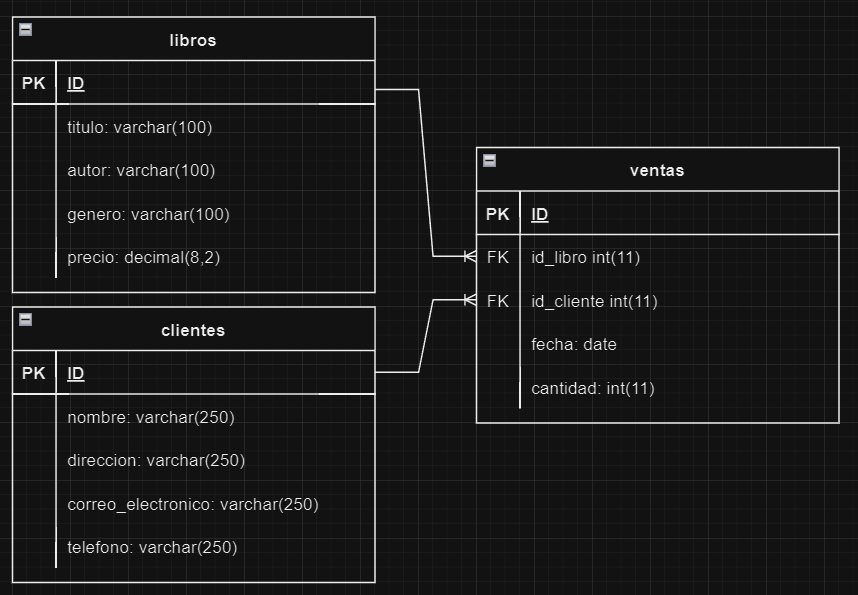 libros
PK ID
titulo: varchar(100)
autor: varchar(100)
genero: varchar(100)
precio: decimal(8,2)
clientes
PK ID
nombre: varchar(250)
direccion: varchar(250)
correo_electronico: varchar(250)
telefono: varchar(250)
ventas
PK ID
FK id_libro int(11)
FK id_cliente int(11)
fecha: date
cantidad: int(11)